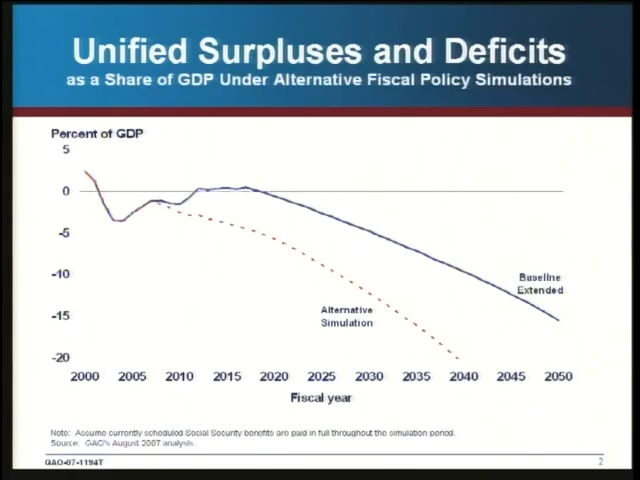 Unified Surpluses and Deficits
as a Share of GDP Under Alternative Fiscal Policy Simulations
Percent of GDP
5
0
-5
-10
-15
-20
Baseline
Extended
Alternative
Simulation
2000 2005 2010 2015 2020 2025 2030 2035 2040 2045 2050
Fiscal year
Note: Assume currently scheduled Social Security benefits are paid in full throughout the simulation period.
Source: GAO's August 2007 analysis.
GAO-07-1194T
2